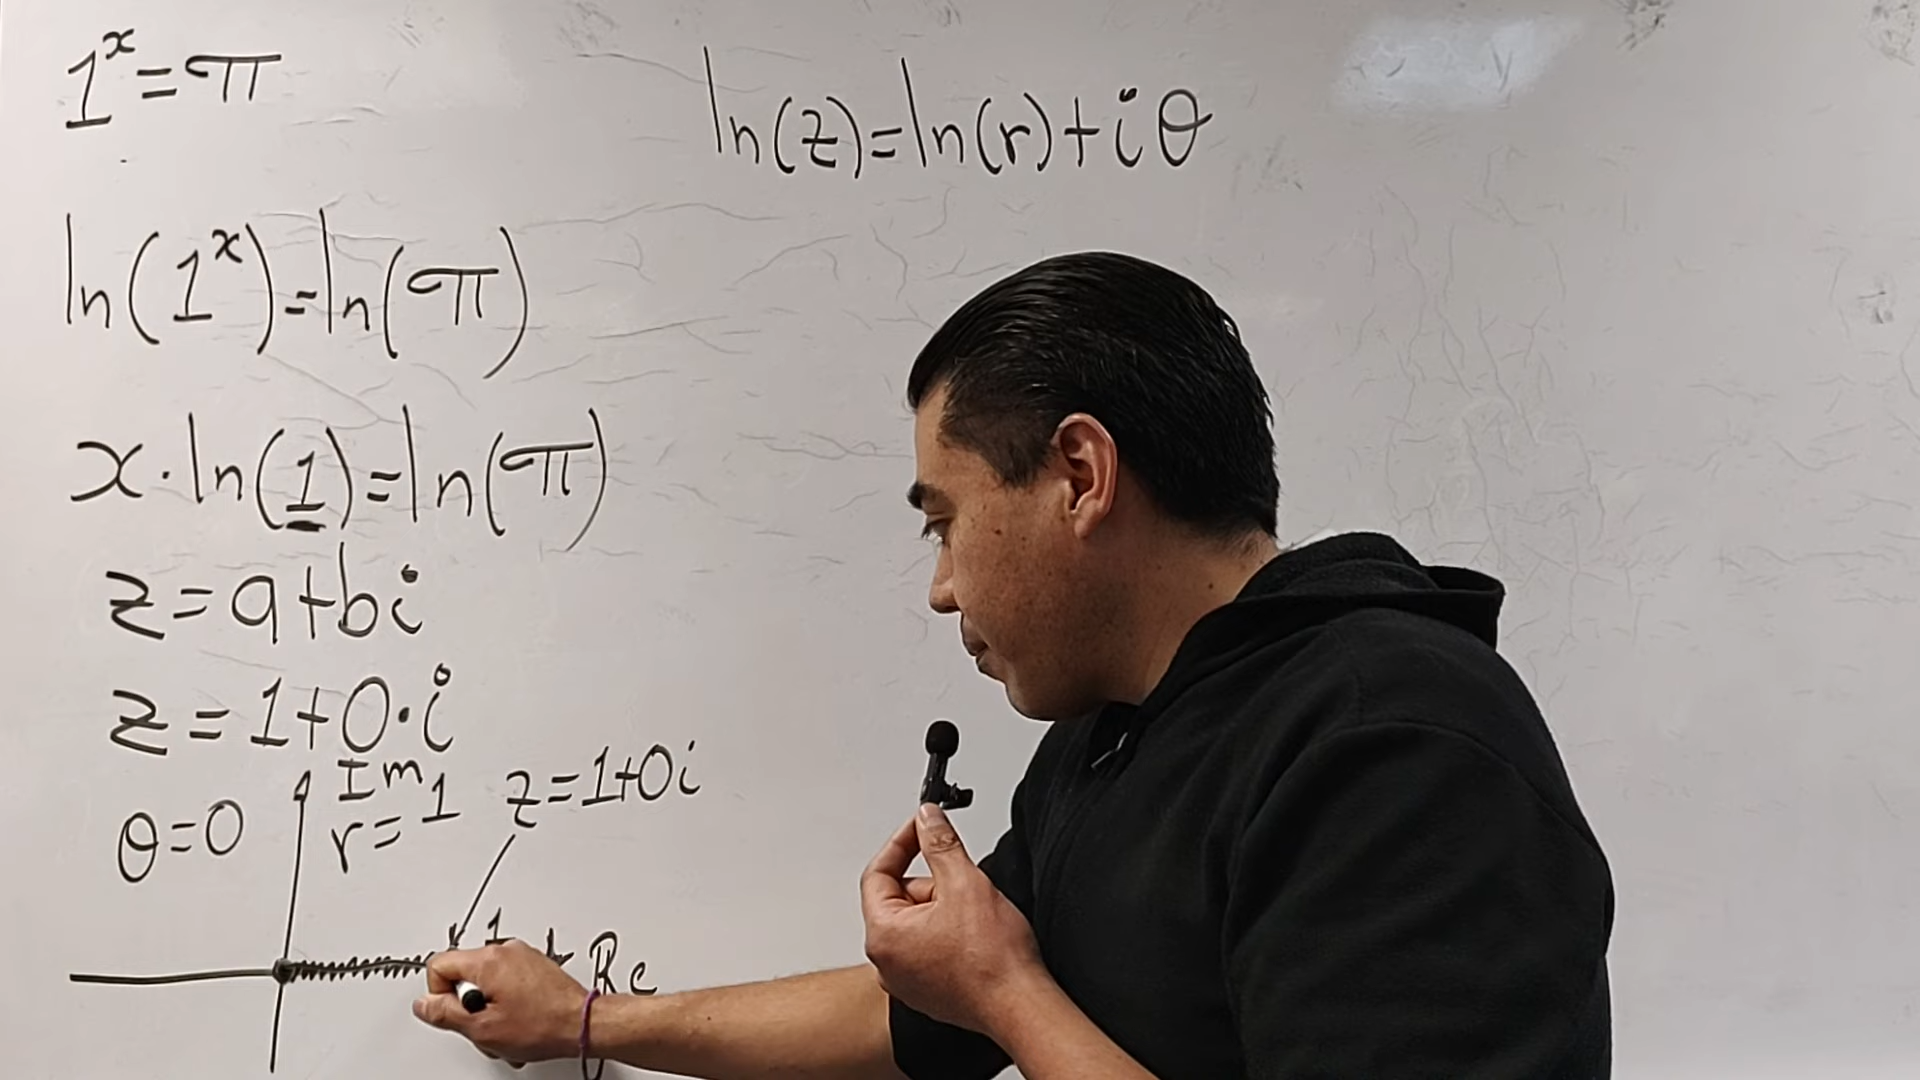 1^x=π
ln(z)=ln(r)+iθ
ln(1^x)=ln(π)
x·ln(1)=ln(π)
z=a+bi
z=1+0·i
Im
θ=0
r=1
z=1+0i
1
Re